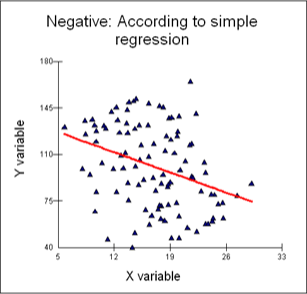 Negative: According to simple
regression
180
145
110
75
40
Y variable
5 12 19 26 33
X variable